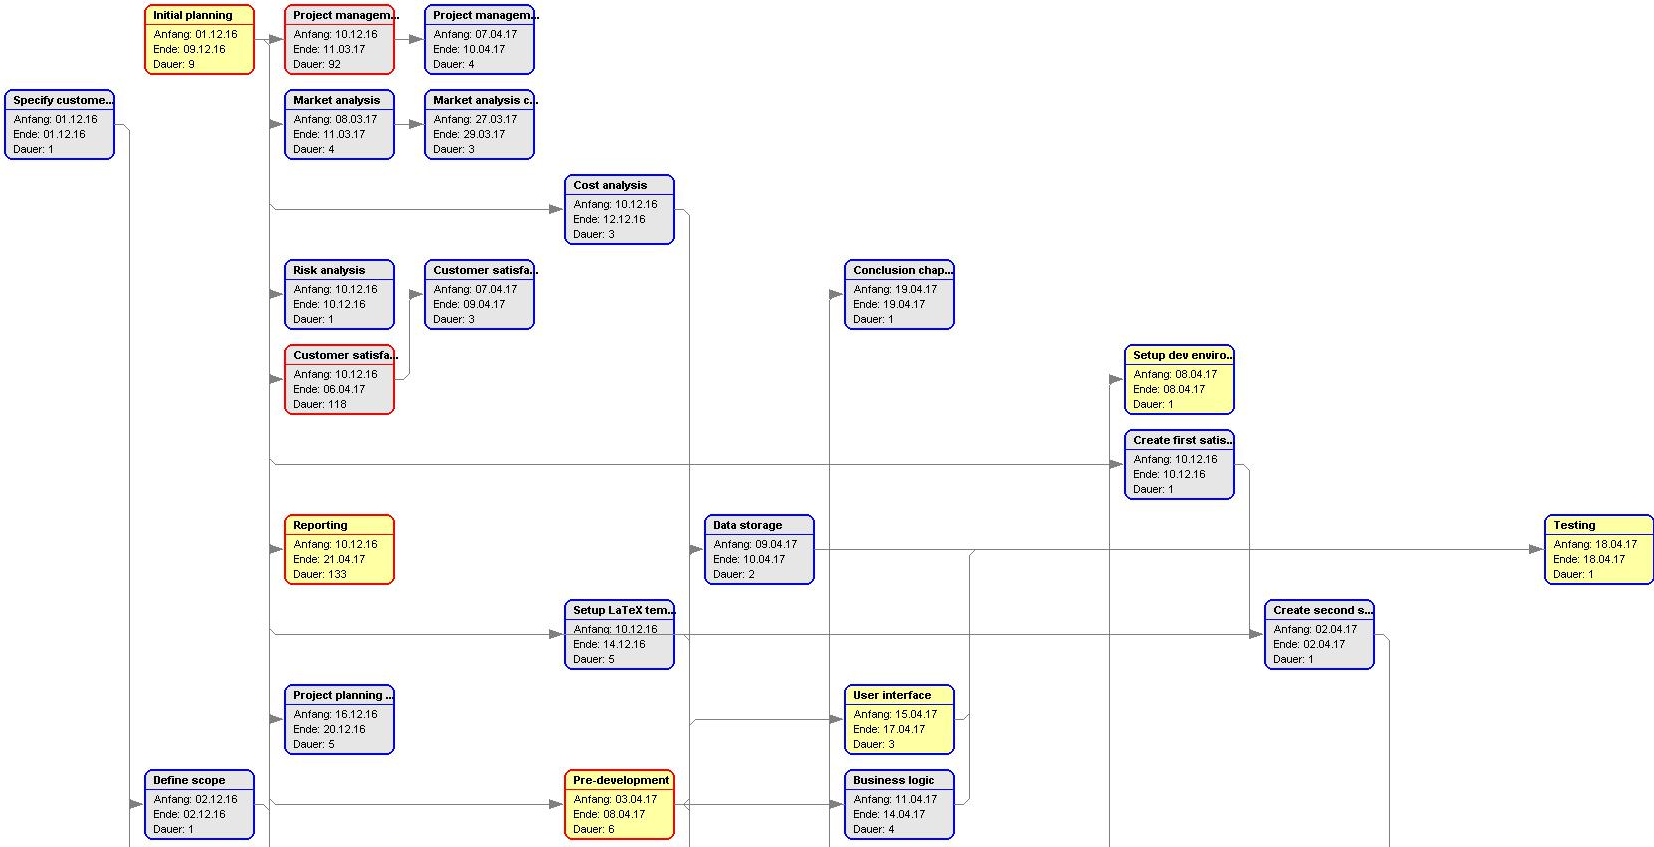 Initial planning
Anfang: 01.12.16
Ende: 09.12.16
Dauer: 9
Project managem...
Anfang: 10.12.16
Ende: 11.03.17
Dauer: 92
Project managem...
Anfang: 07.04.17
Ende: 10.04.17
Dauer: 4
Specify custome...
Anfang: 01.12.16
Ende: 01.12.16
Dauer: 1
Market analysis
Anfang: 08.03.17
Ende: 11.03.17
Dauer: 4
Market analysis c...
Anfang: 27.03.17
Ende: 29.03.17
Dauer: 3
Cost analysis
Anfang: 10.12.16
Ende: 12.12.16
Dauer: 3
Risk analysis
Anfang: 10.12.16
Ende: 10.12.16
Dauer: 1
Customer satisfa...
Anfang: 07.04.17
Ende: 09.04.17
Dauer: 3
Conclusion chap...
Anfang: 19.04.17
Ende: 19.04.17
Dauer: 1
Customer satisfa...
Anfang: 10.12.16
Ende: 06.04.17
Dauer: 118
Setup dev enviro...
Anfang: 08.04.17
Ende: 08.04.17
Dauer: 1
Create first satis...
Anfang: 10.12.16
Ende: 10.12.16
Dauer: 1
Reporting
Anfang: 10.12.16
Ende: 21.04.17
Dauer: 133
Data storage
Anfang: 09.04.17
Ende: 10.04.17
Dauer: 2
Testing
Anfang: 18.04.17
Ende: 18.04.17
Dauer: 1
Setup LaTeX tem...
Anfang: 10.12.16
Ende: 14.12.16
Dauer: 5
Create second s...
Anfang: 02.04.17
Ende: 02.04.17
Dauer: 1
Project planning ...
Anfang: 16.12.16
Ende: 20.12.16
Dauer: 5
User interface
Anfang: 15.04.17
Ende: 17.04.17
Dauer: 3
Define scope
Anfang: 02.12.16
Ende: 02.12.16
Dauer: 1
Pre-development
Anfang: 03.04.17
Ende: 08.04.17
Dauer: 6
Business logic
Anfang: 11.04.17
Ende: 14.04.17
Dauer: 4